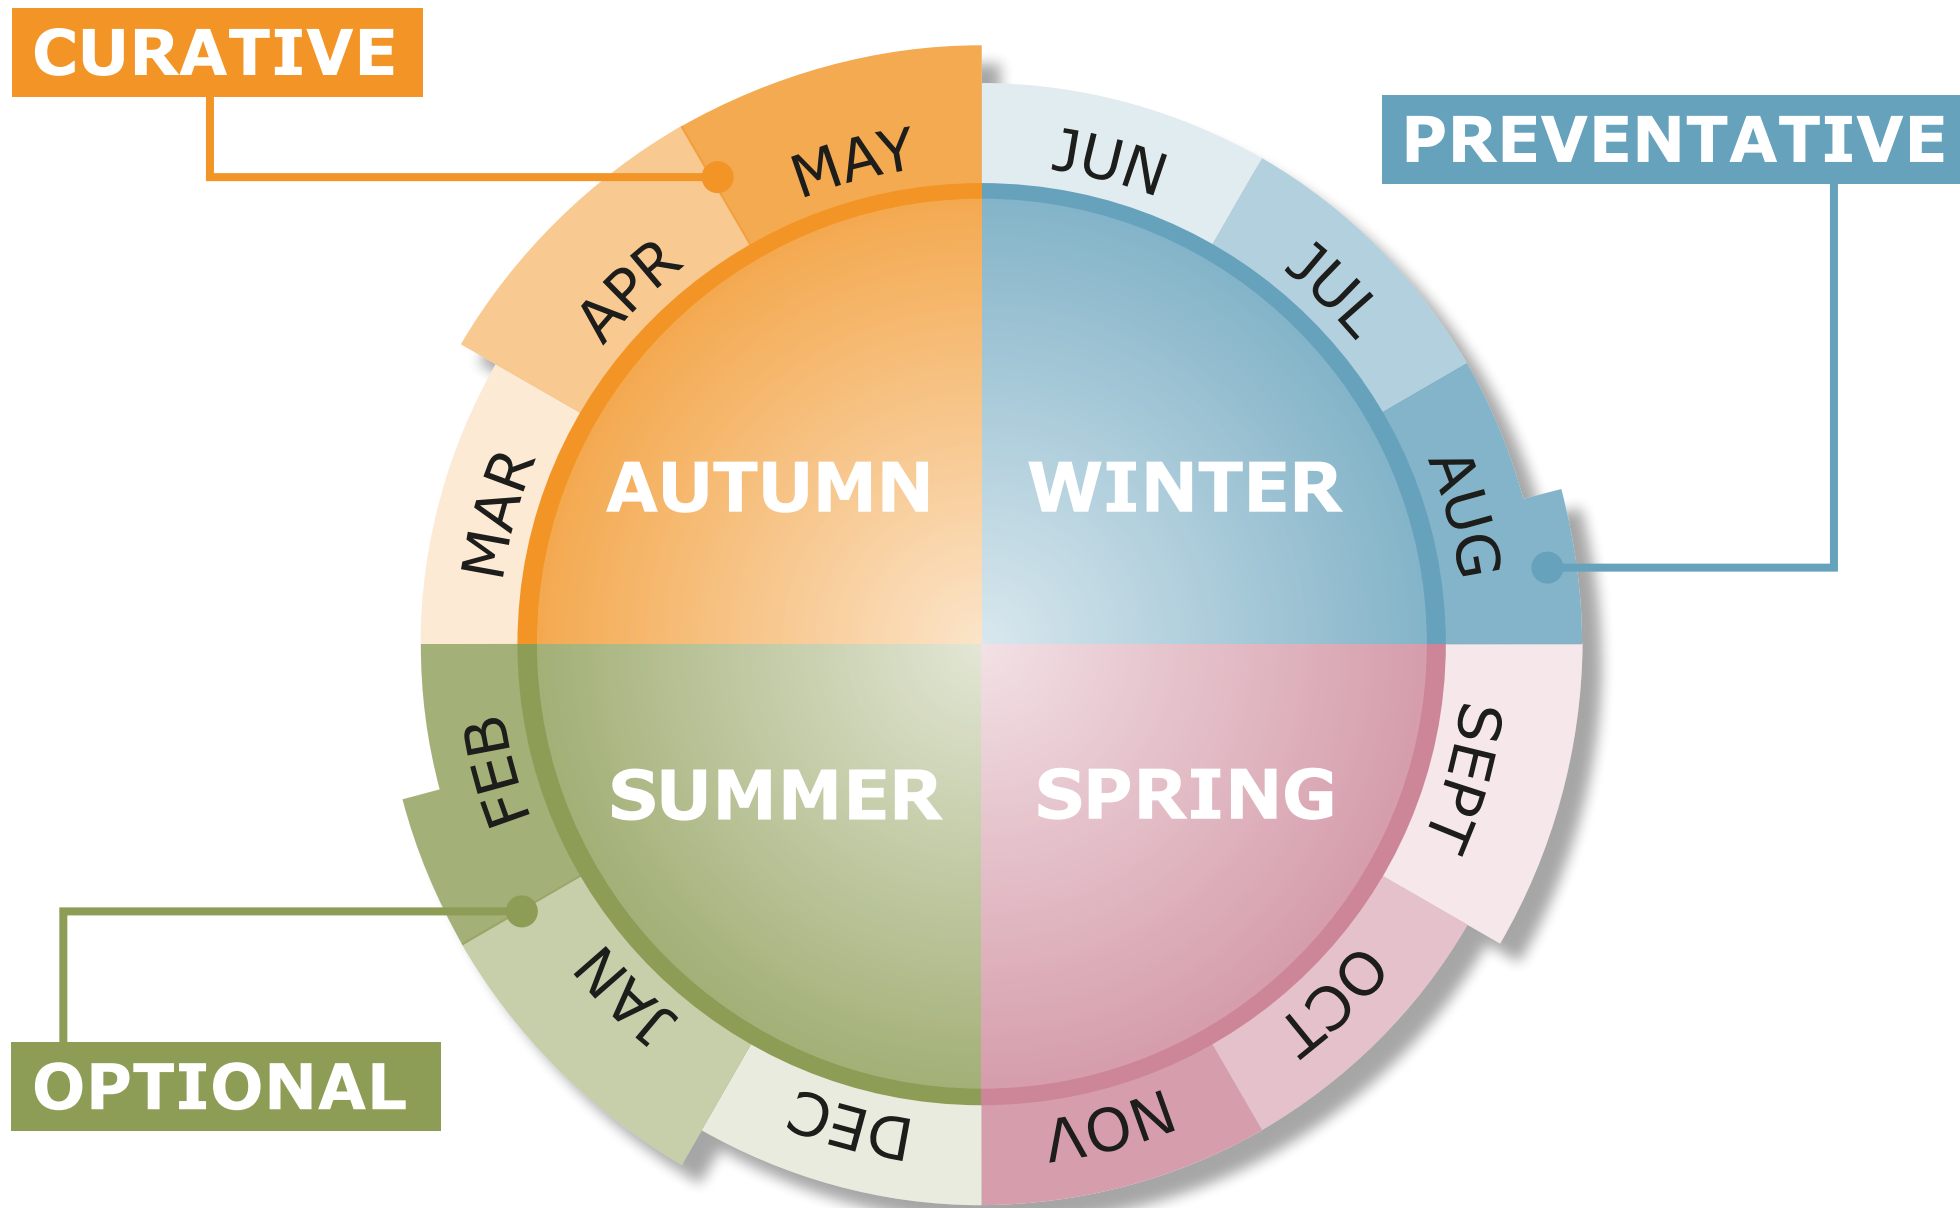 CURATIVE
PREVENTATIVE
MAY
JUN
APR
JUL
MAR
AUG
AUTUMN
WINTER
SUMMER
SPRING
FEB
SEPT
JAN
OCT
DEC
NOV
OPTIONAL